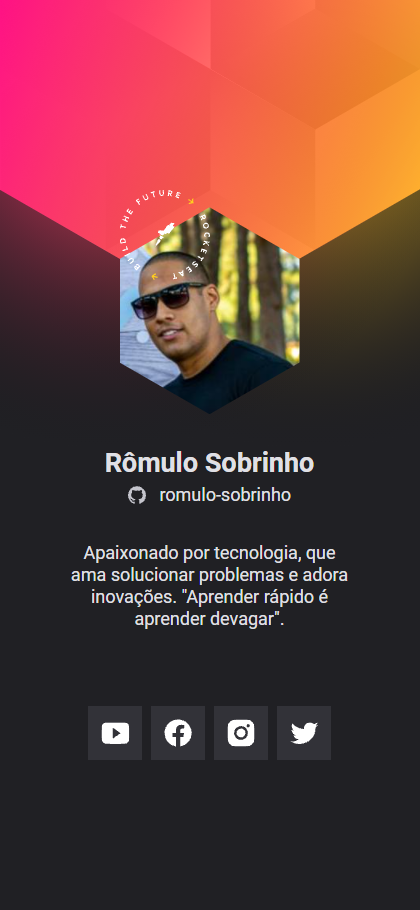 BUILD THE FUTURE
ROCKETSEAT
Rômulo Sobrinho
romulo-sobrinho
Apaixonado por tecnologia, que
ama solucionar problemas e adora
inovações. "Aprender rápido é
aprender devagar".